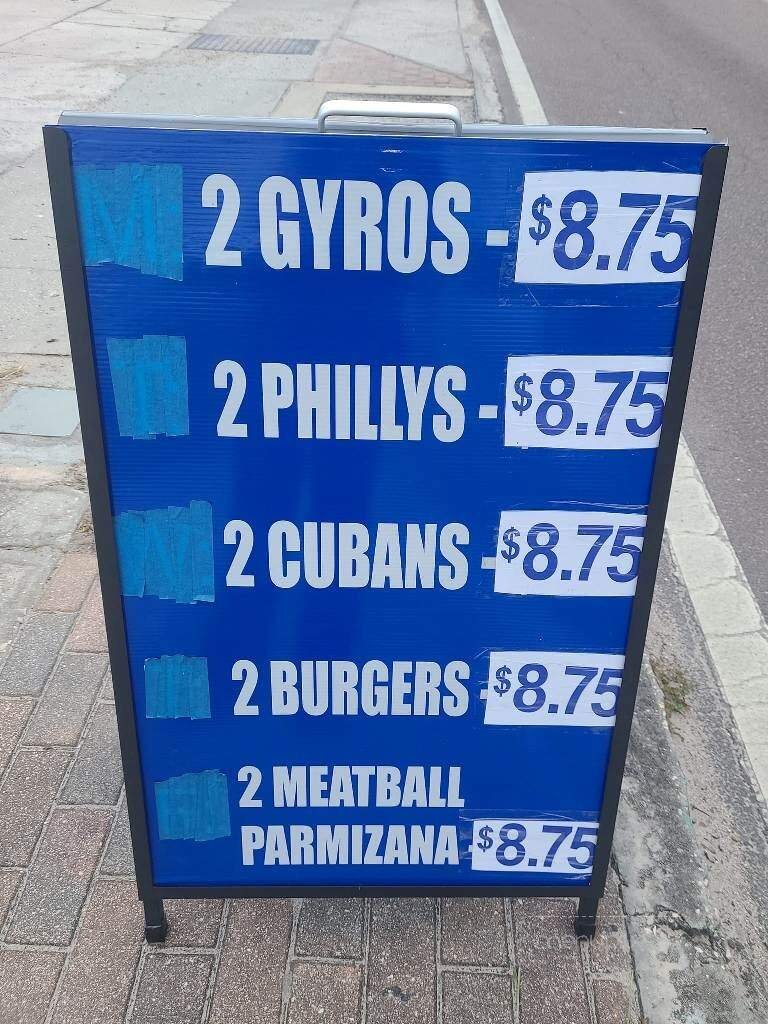 2 GYROS - $8.75
2 PHILLYS - $8.75
2 CUBANS - $8.75
2 BURGERS - $8.75
2 MEATBALL
PARMIZANA - $8.75